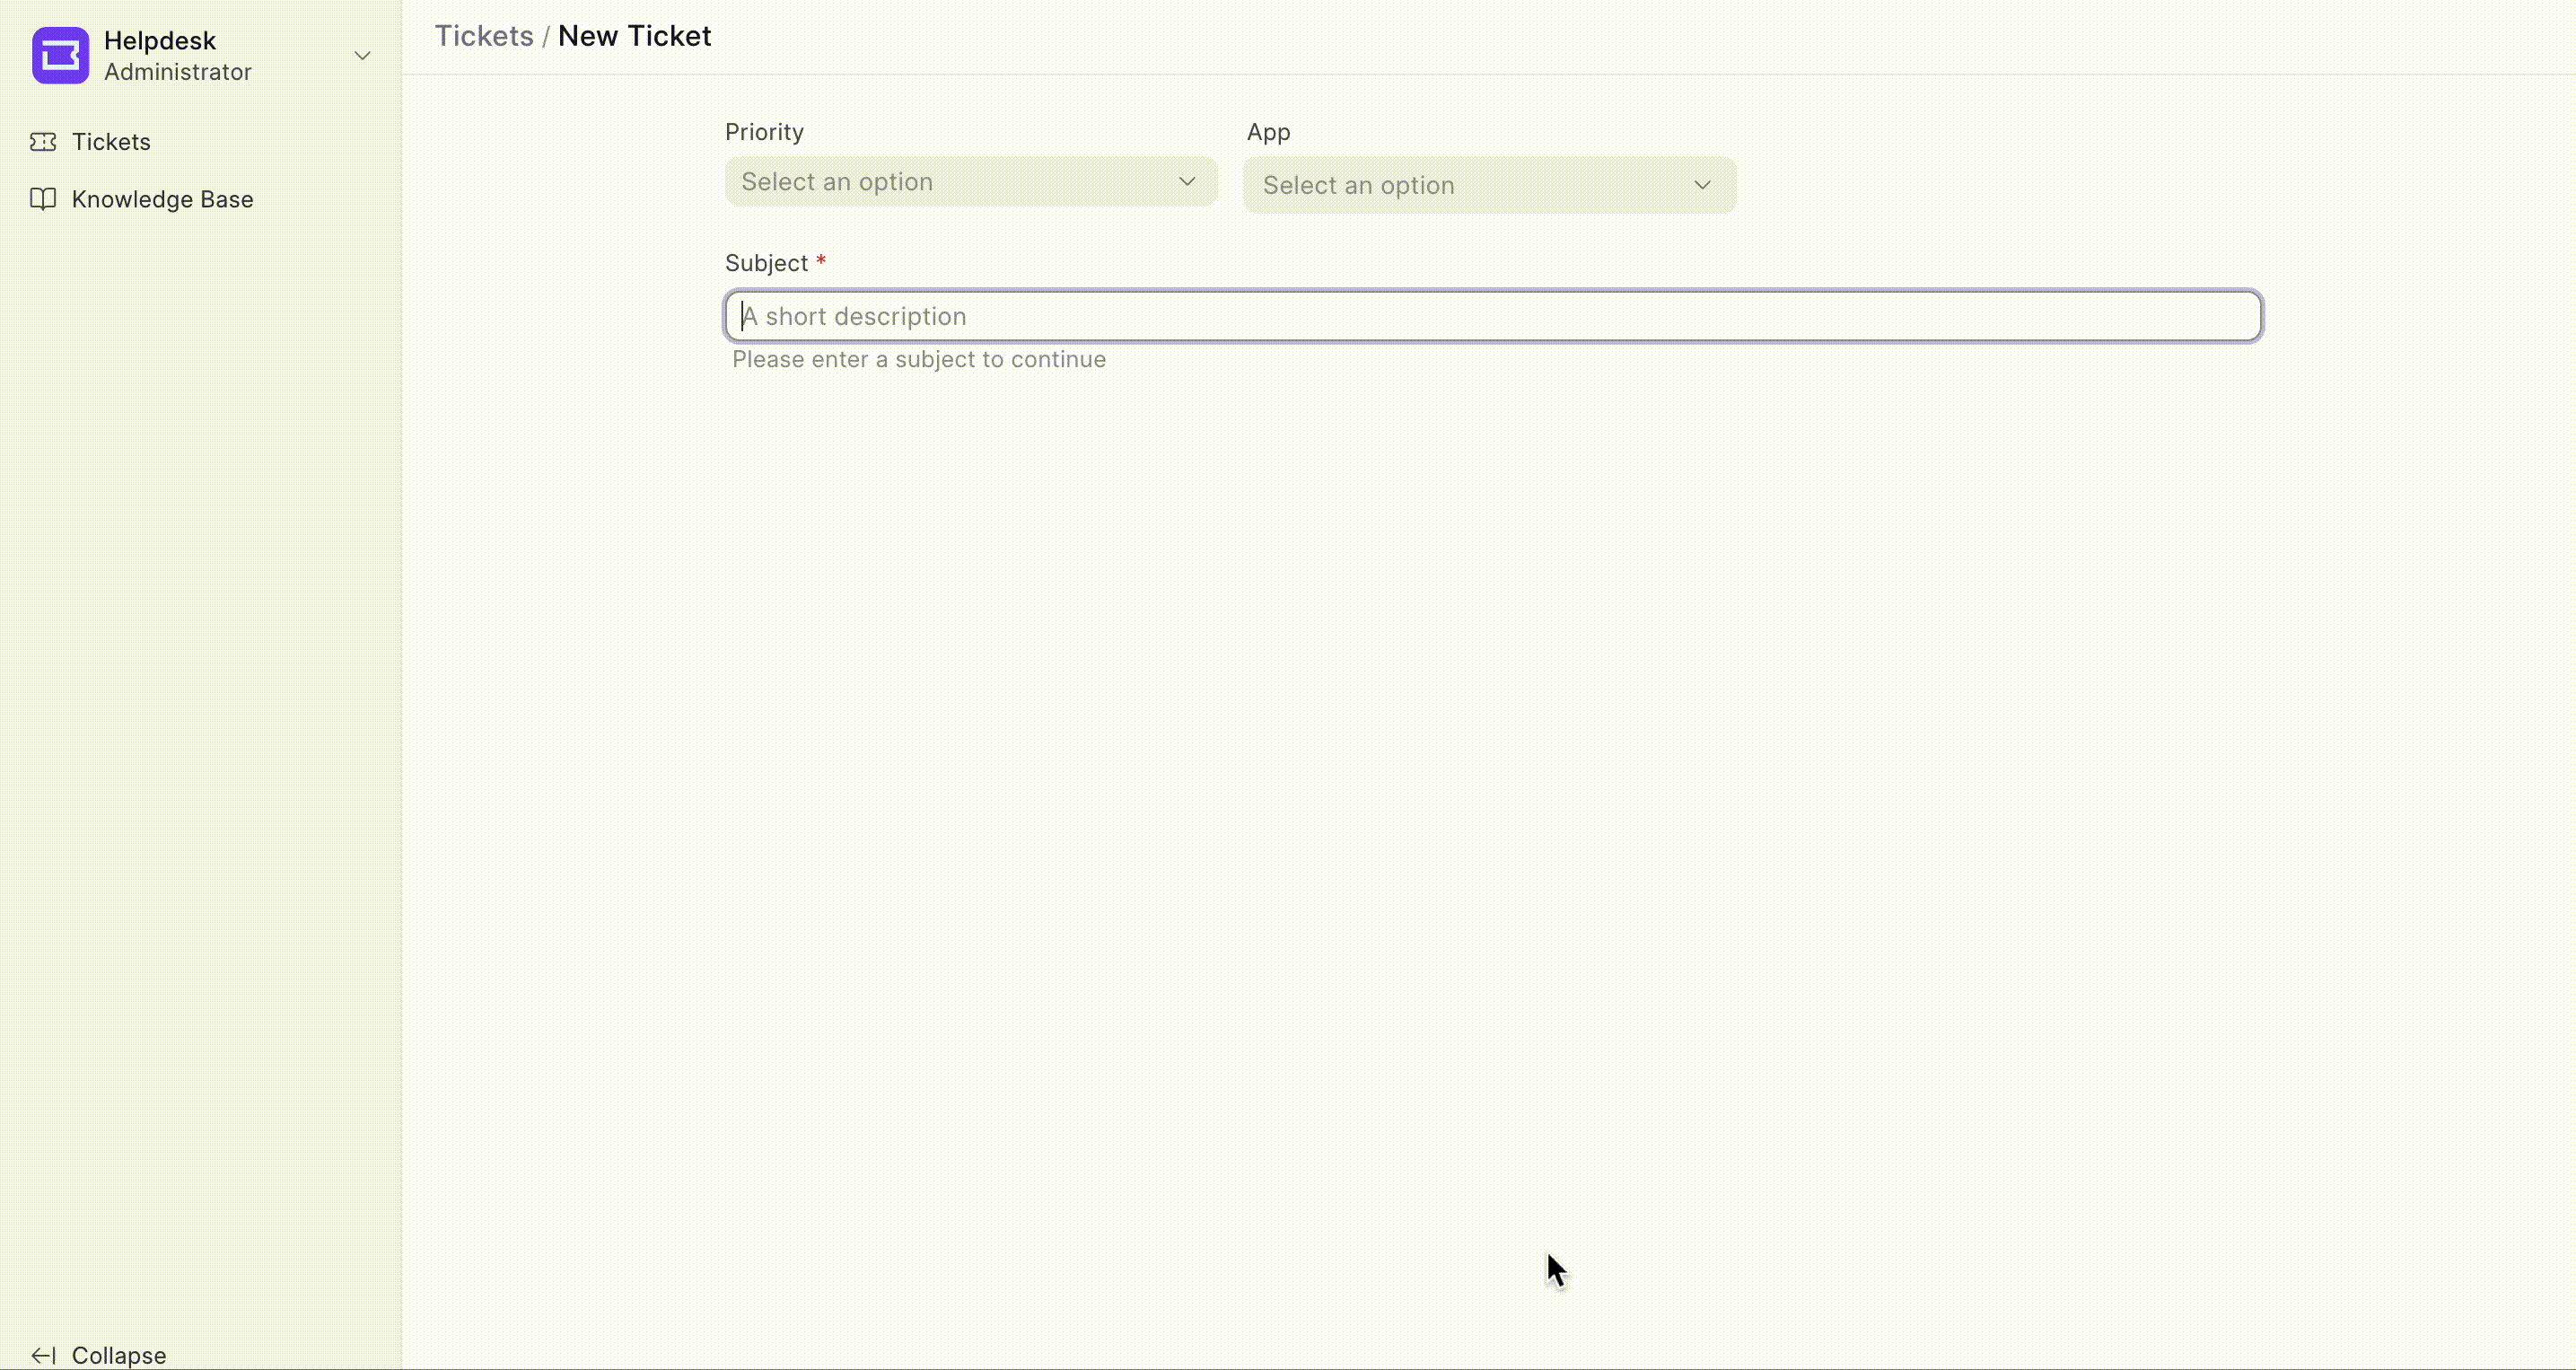 Helpdesk
Administrator
Tickets
Knowledge Base
Tickets / New Ticket
Priority
App
Select an option
Select an option
Subject *
A short description
Please enter a subject to continue
Collapse